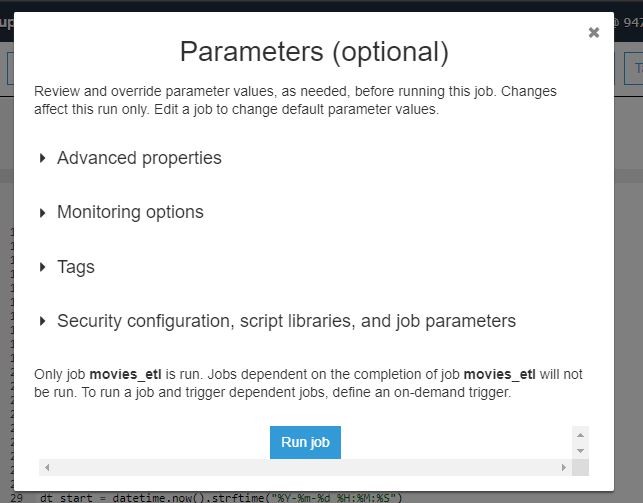 947
Parameters (optional)
Review and override parameter values, as needed, before running this job. Changes
affect this run only. Edit a job to change default parameter values.
Advanced properties
Monitoring options
Tags
Security configuration, script libraries, and job parameters
Only job movies_etl is run. Jobs dependent on the completion of job movies_etl will not
be run. To run a job and trigger dependent jobs, define an on-demand trigger.
Run job
29 dt_start = datetime.now().strftime("%Y-%m-%d %H:%M:%S")